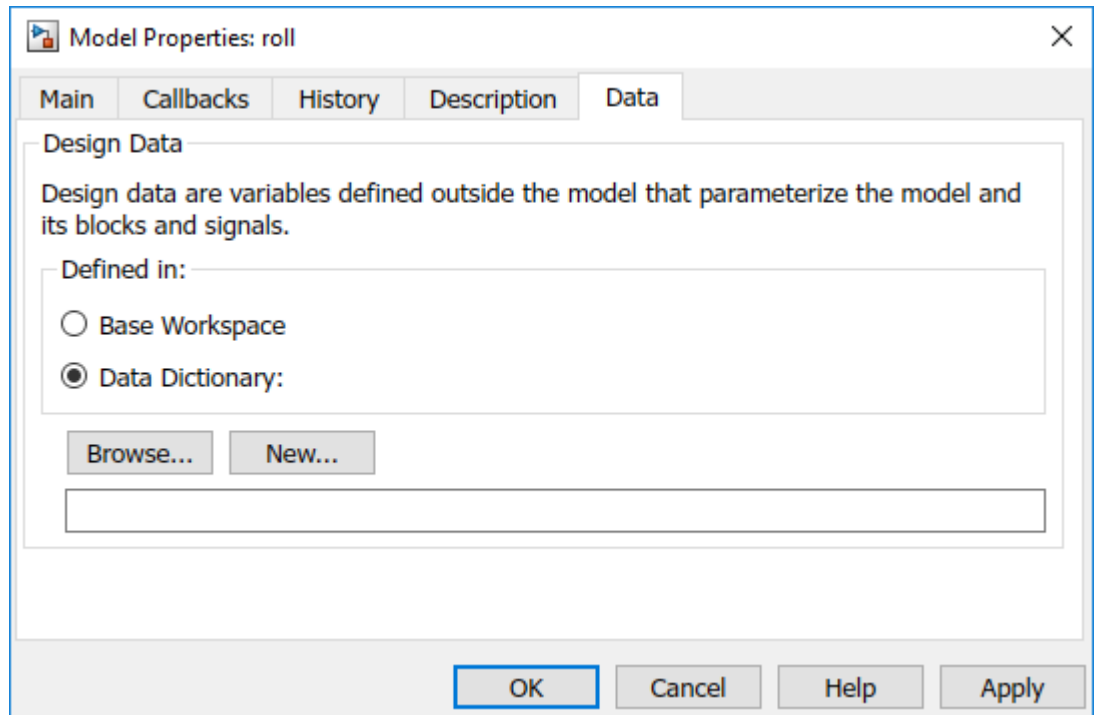 Model Properties: roll
Main Callbacks History Description Data
Design Data
Design data are variables defined outside the model that parameterize the model and
its blocks and signals.
Defined in:
Base Workspace
Data Dictionary:
Browse... New...
OK Cancel Help Apply